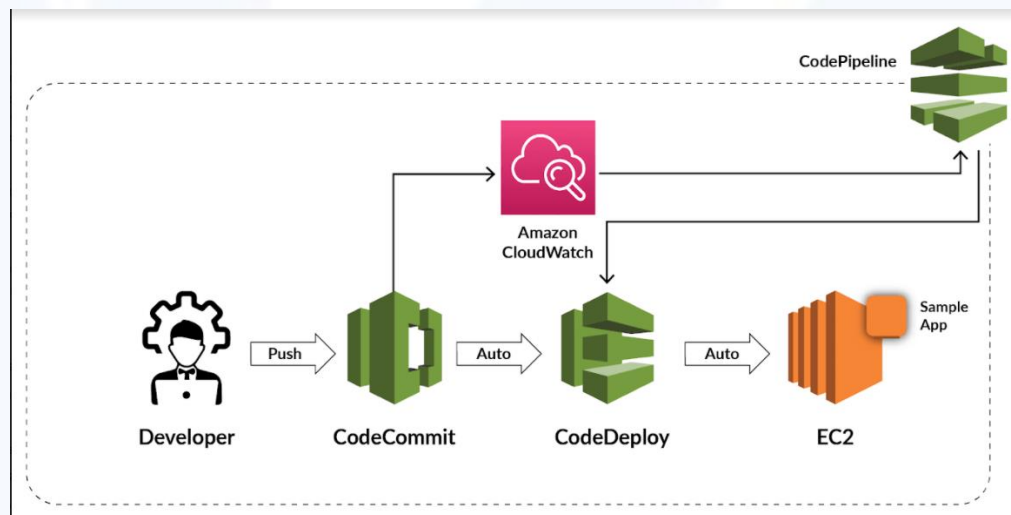 CodePipeline
Amazon
CloudWatch
Sample
App
Push
Auto
Auto
Developer
CodeCommit
CodeDeploy
EC2